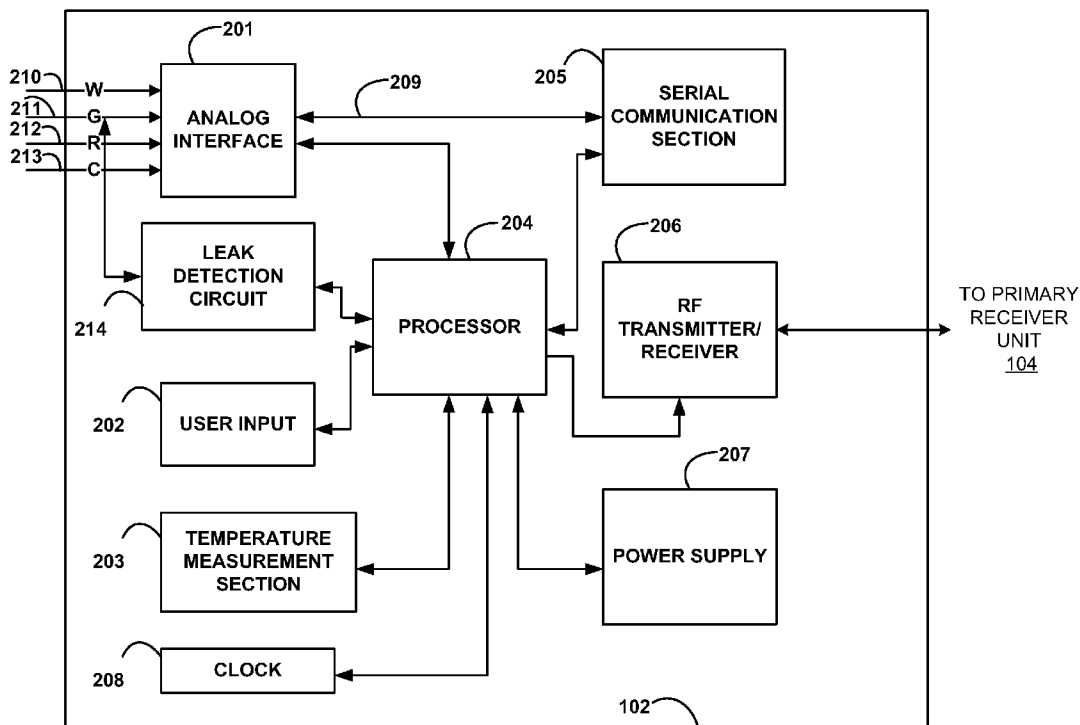 201
210
W
211
G
212
R
213
C
ANALOG
INTERFACE
209
205
SERIAL
COMMUNICATION
SECTION
LEAK
DETECTION
CIRCUIT
214
204
PROCESSOR
206
RF
TRANSMITTER/
RECEIVER
TO PRIMARY
RECEIVER
UNIT
104
202
USER INPUT
207
POWER SUPPLY
203
TEMPERATURE
MEASUREMENT
SECTION
208
CLOCK
102